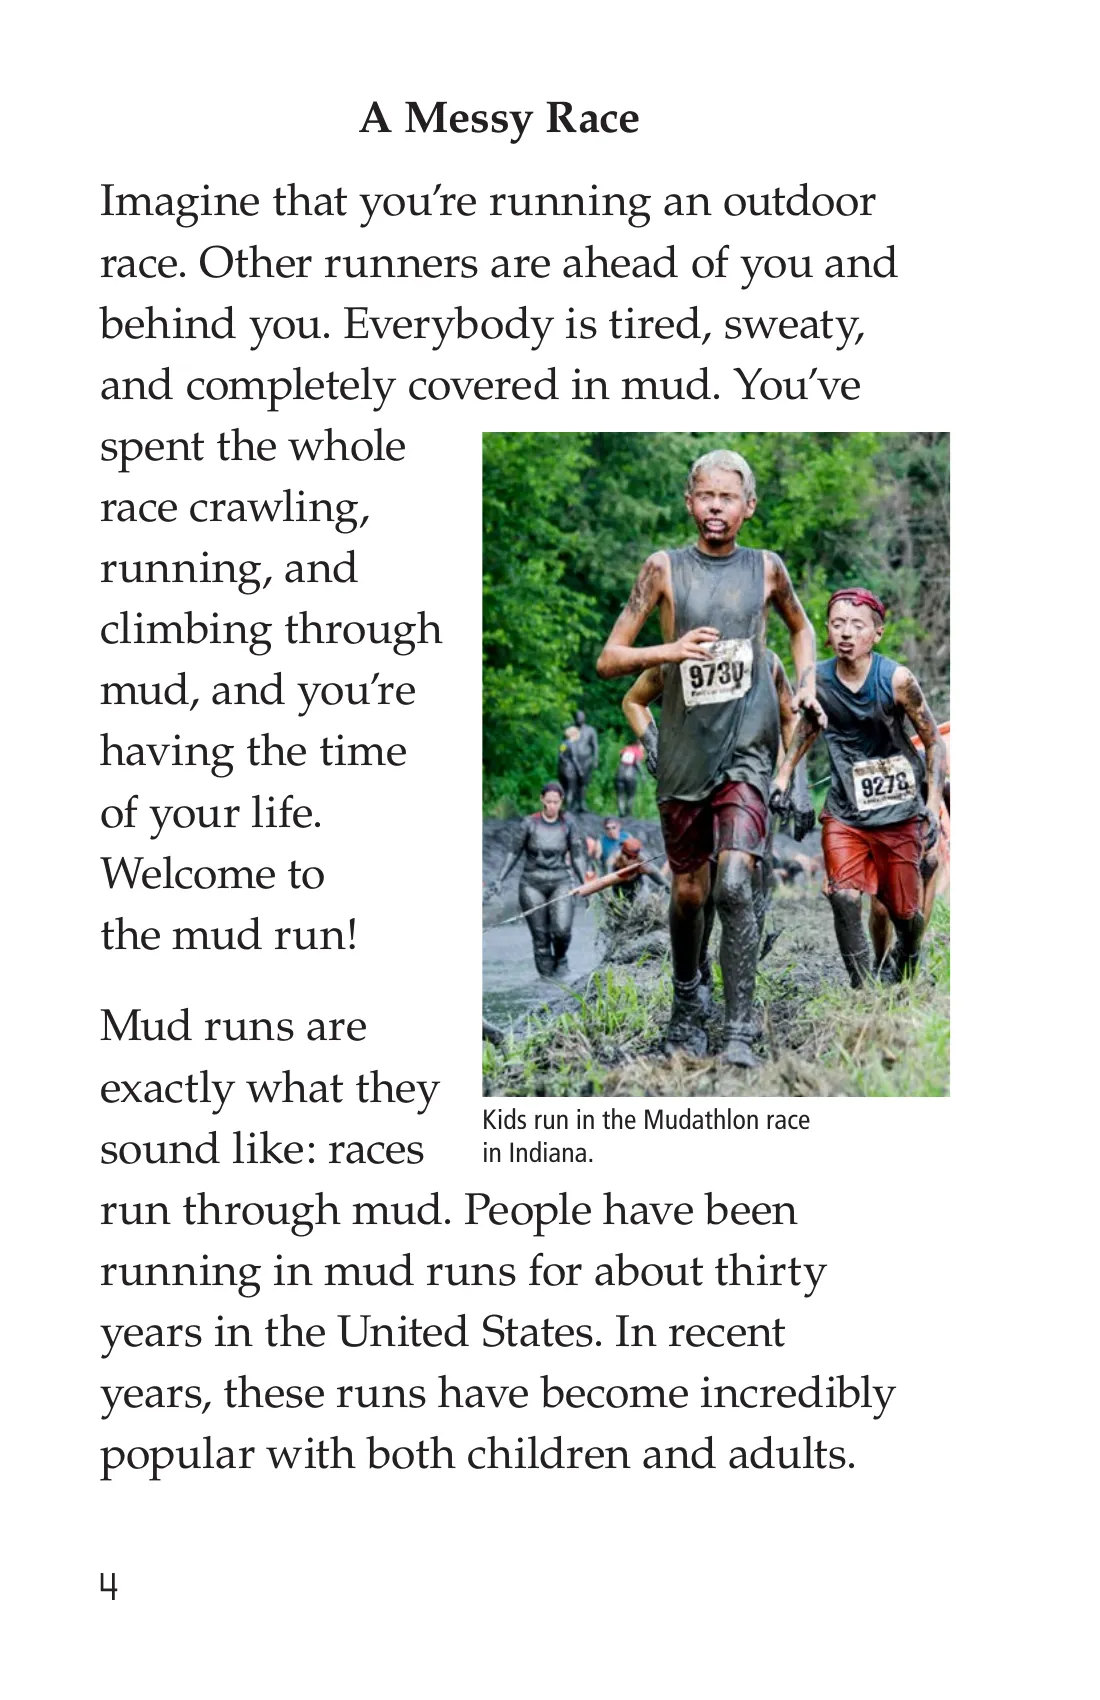 A Messy Race
Imagine that you’re running an outdoor
race. Other runners are ahead of you and
behind you. Everybody is tired, sweaty,
and completely covered in mud. You’ve
spent the whole
race crawling,
running, and
climbing through
mud, and you’re
having the time
of your life.
Welcome to
the mud run!
9730
9278
Kids run in the Mudathlon race
in Indiana.
Mud runs are
exactly what they
sound like: races
run through mud. People have been
running in mud runs for about thirty
years in the United States. In recent
years, these runs have become incredibly
popular with both children and adults.
4